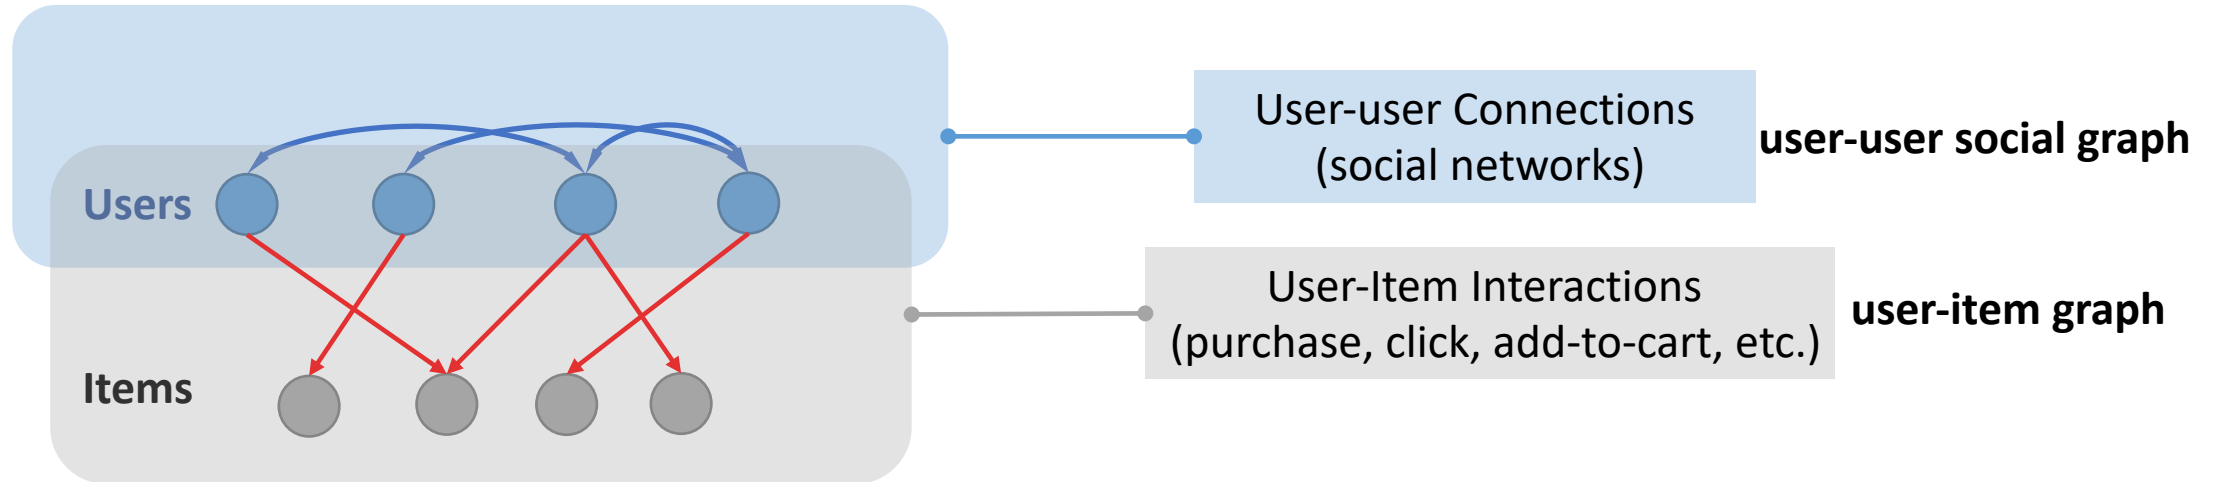 User-user Connections
(social networks)
user-user social graph
Users
User-Item Interactions
(purchase, click, add-to-cart, etc.)
user-item graph
Items